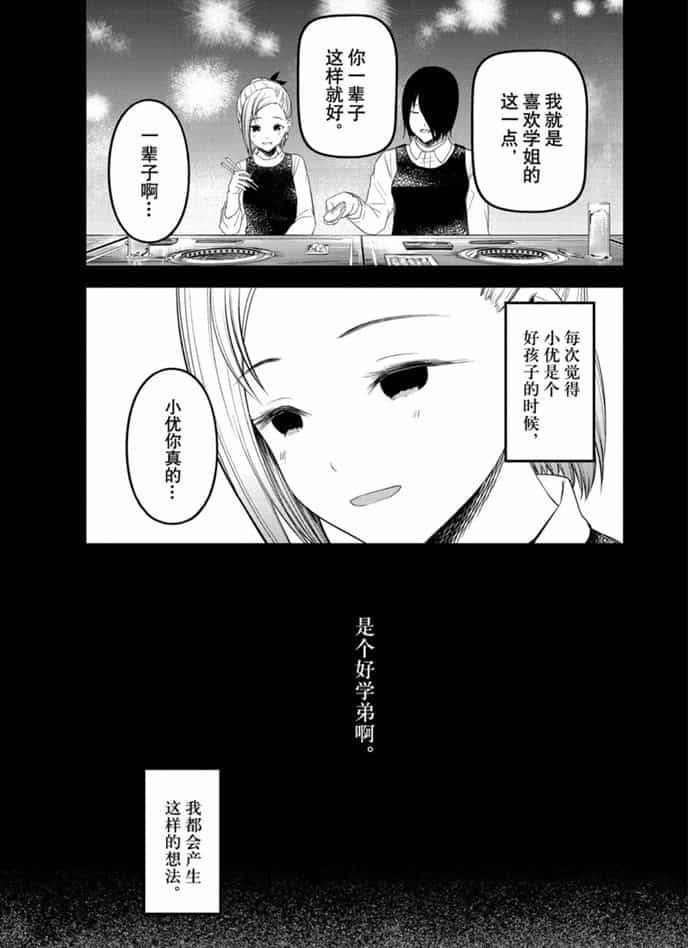 我就是
喜欢学姐的
这一点，
你一辈子
这样就好。
一辈子啊…
每次觉得
小优是个
好孩子的时候，
小优你真的…
是个好学弟啊。
我都会产生
这样的想法。